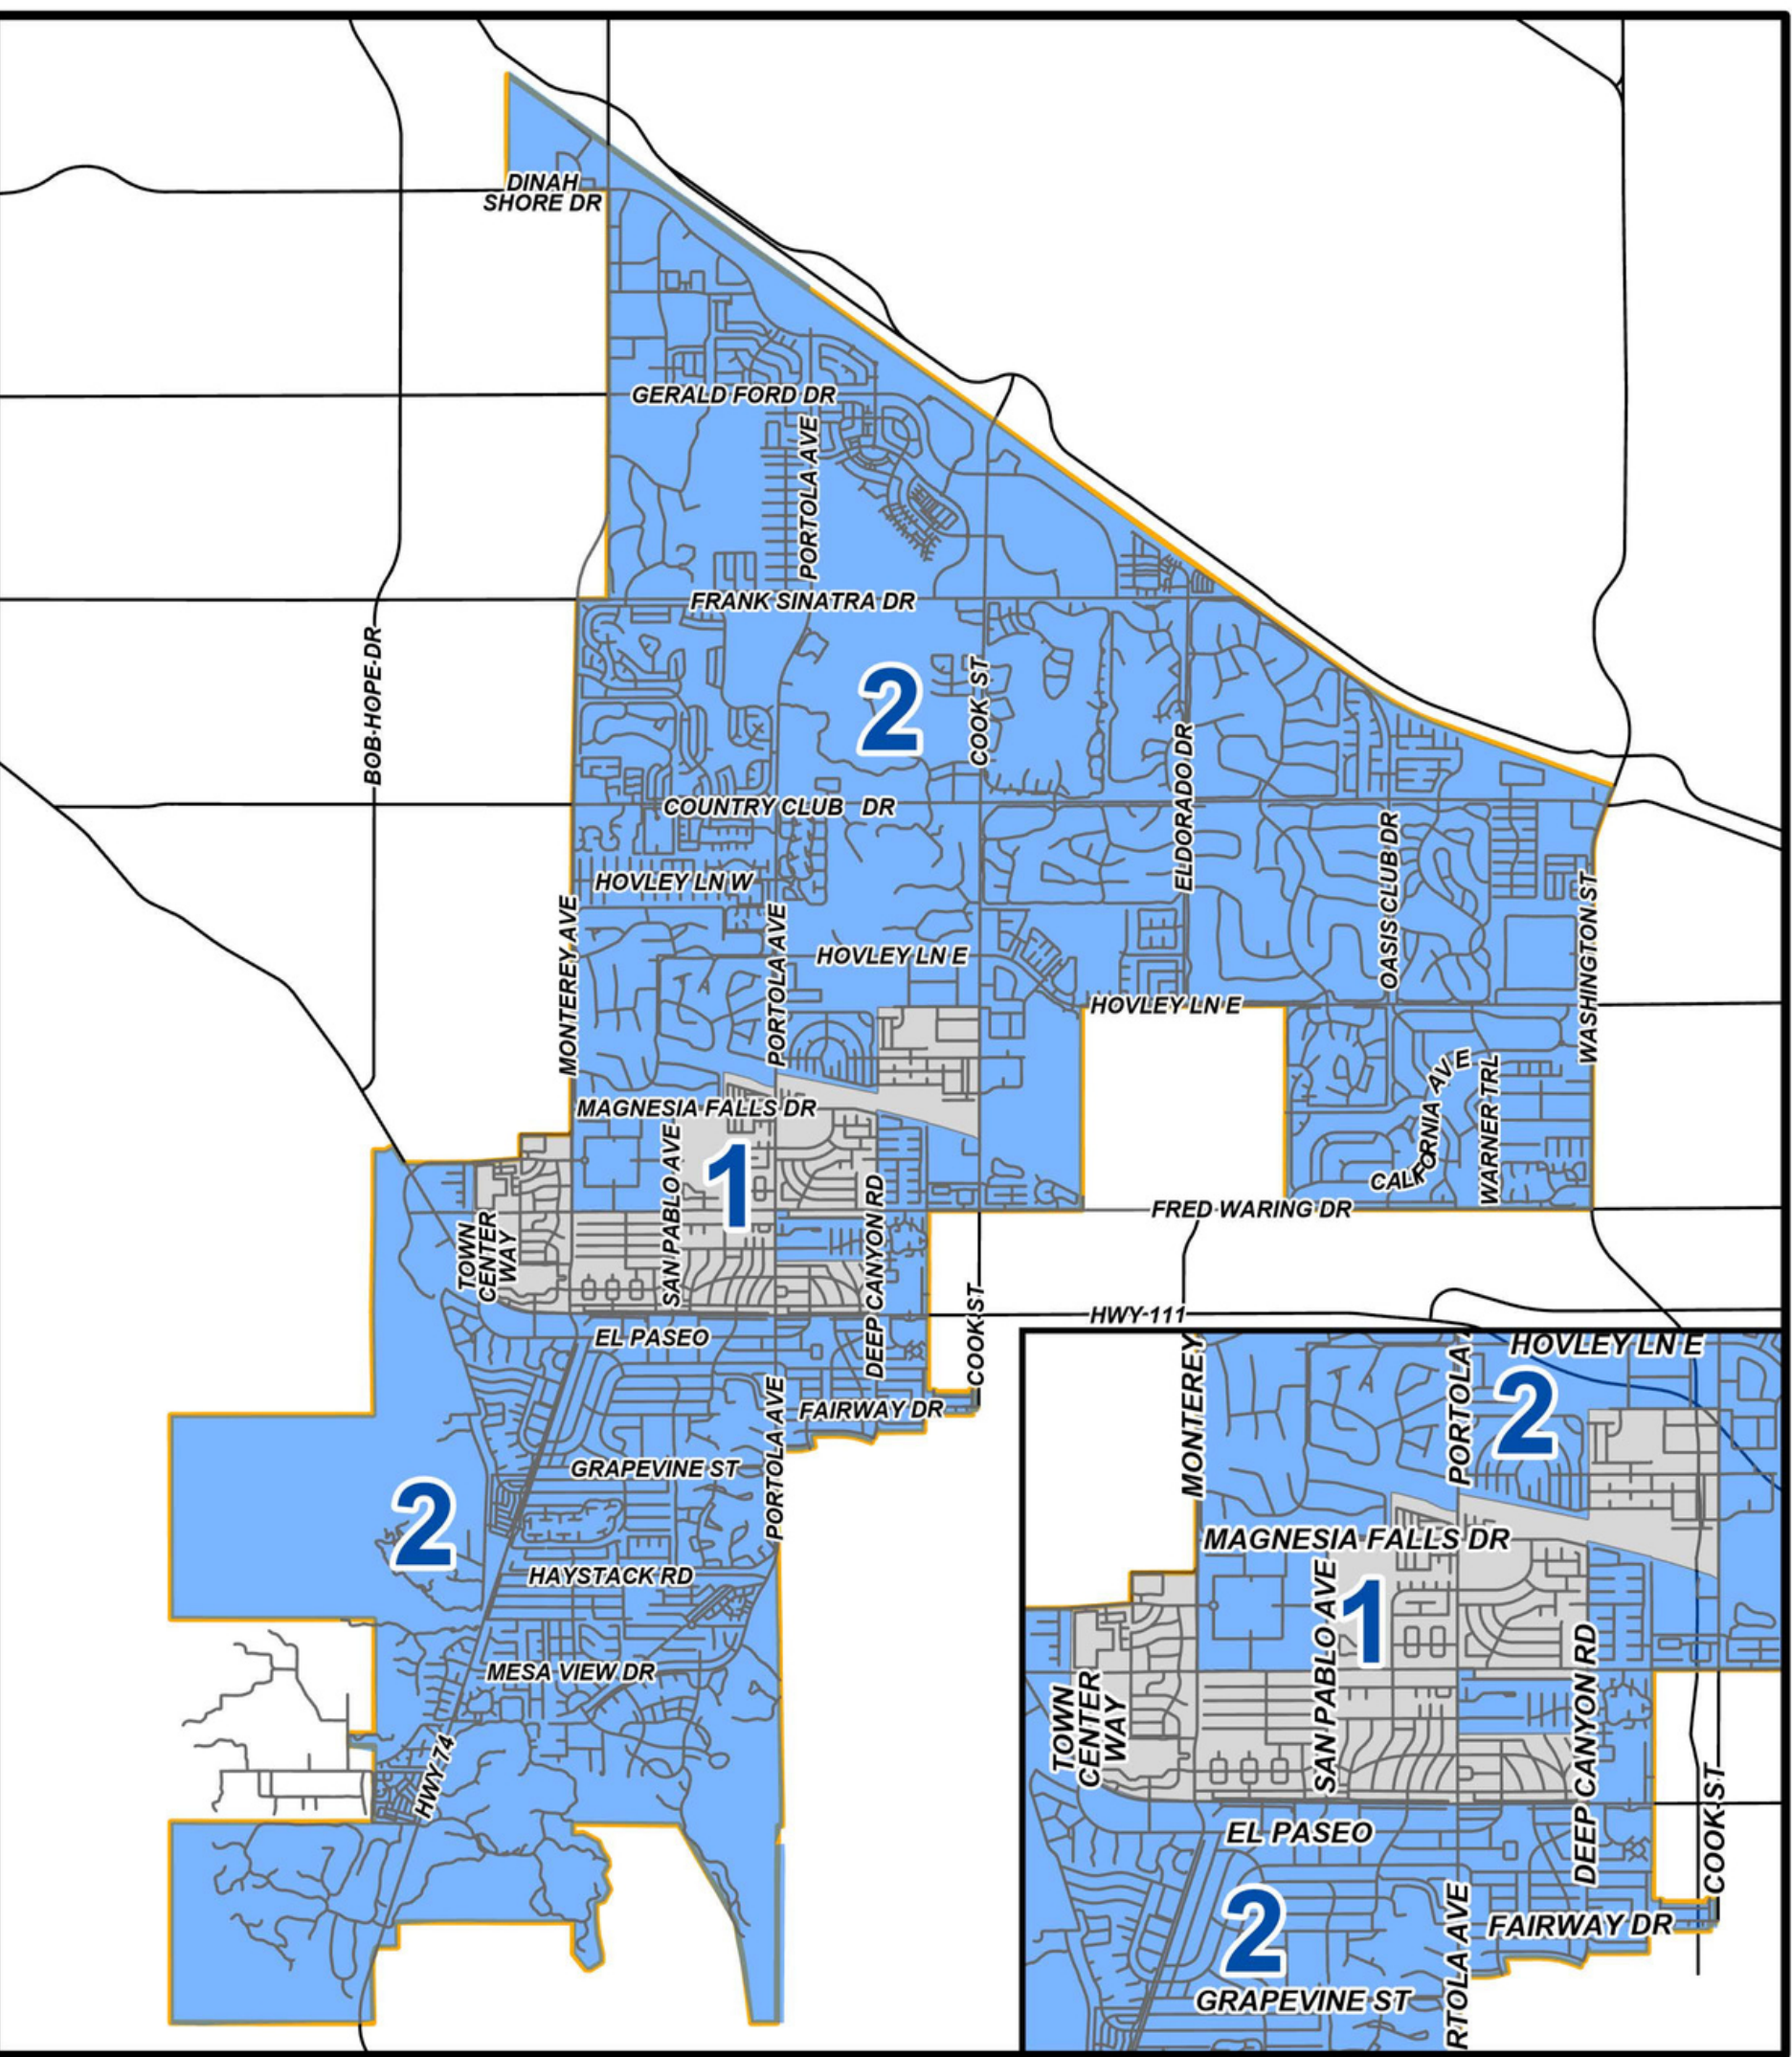 DINAH
SHORE DR
GERALD FORD DR
PORTOLA AVE
FRANK SINATRA DR
BOB HOPE DR
2
COOK ST
ELDORADO DR
COUNTRY CLUB DR
OASIS CLUB DR
HOVLEY LN W
MONTEREY AVE
PORTOLA AVE
WASHINGTON ST
HOVLEY LN E
HOVLEY LN E
CALIFORNIA AVE
WARNER TRL
MAGNESIA FALLS DR
SAN PABLO AVE
1
DEEP CANYON RD
FRED WARING DR
TOWN
CENTER
WAY
COOK ST
HWY 111
EL PASEO
PORTOLA AVE
FAIRWAY DR
GRAPEVINE ST
2
HAYSTACK RD
MESA VIEW DR
HWY 74
HOVLEY LN E
MONTEREY
PORTOLA
2
MAGNESIA FALLS DR
SAN PABLO AVE
1
DEEP CANYON RD
TOWN
CENTER
WAY
COOK ST
EL PASEO
2
RTOLA AVE
FAIRWAY DR
GRAPEVINE ST